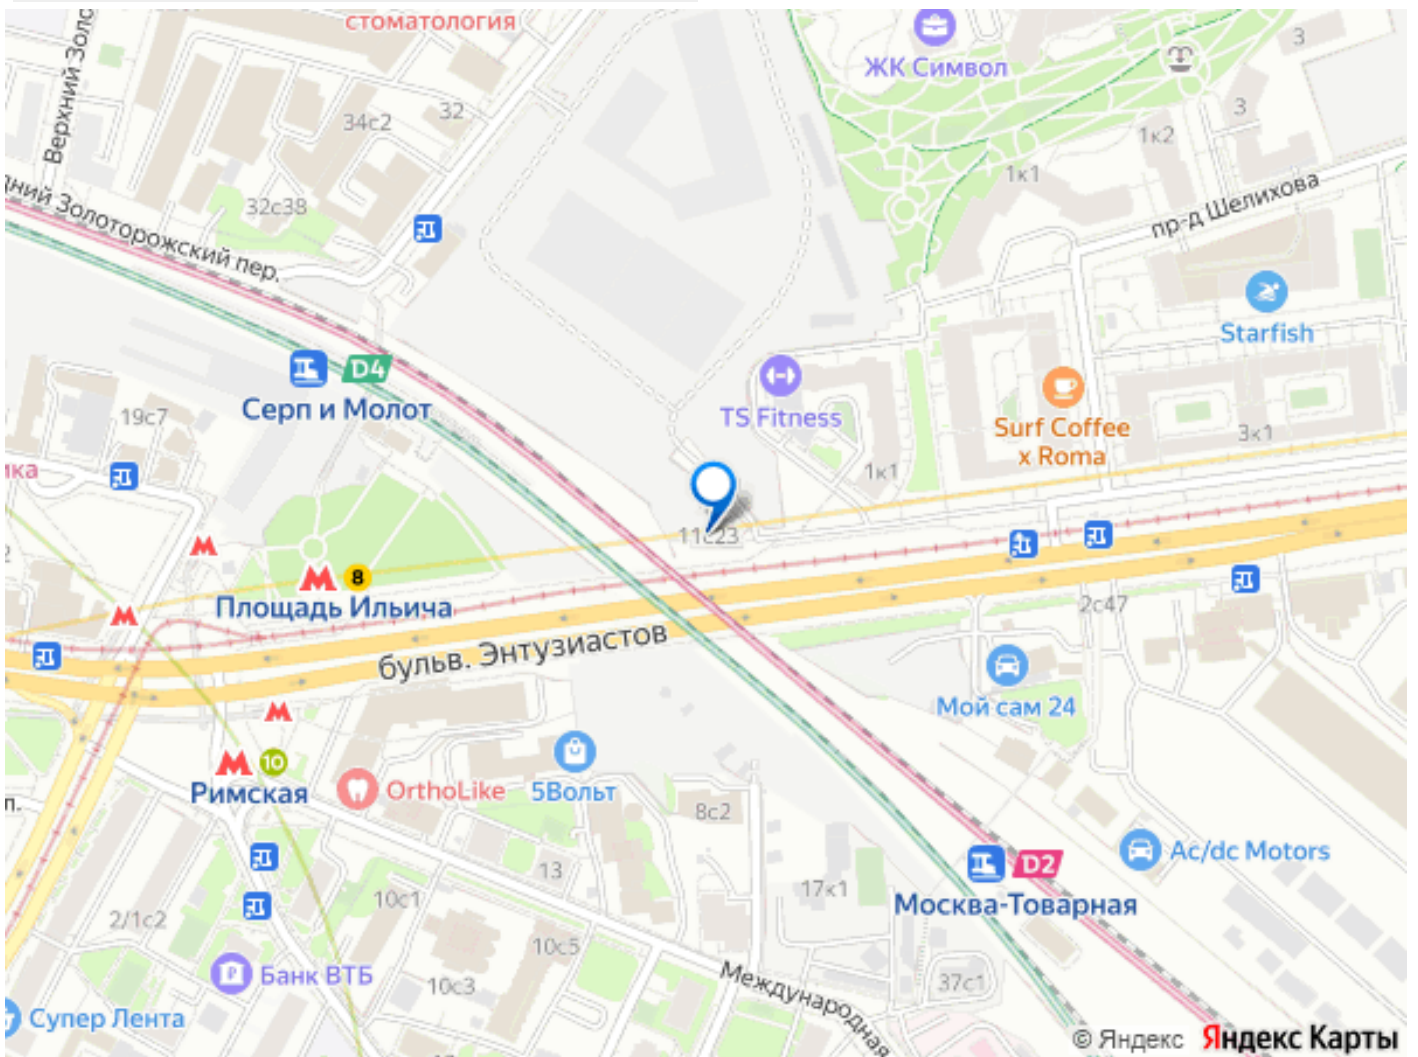 стоматология
Верхний Золо
ЖК Символ
3
32
34с2
3
1к2
1к1
32с38
ний Золоторожский пер.
пр-д Шелихова
Starfish
D4
Серп и Молот
19с7
TS Fitness
Surf Coffee
x Roma
3к1
ика
1к1
8
Площадь Ильича
бульв. Энтузиастов
2с47
Мой сам 24
10
Римская
OrthoLike
5Вольт
8с2
Ac/dc Motors
D2
Москва-Товарная
13
17к1
10с1
2/1с2
10с5
Банк ВТБ
10с3
Международная
37с1
Супер Лента
© Яндекс Яндекс Карты